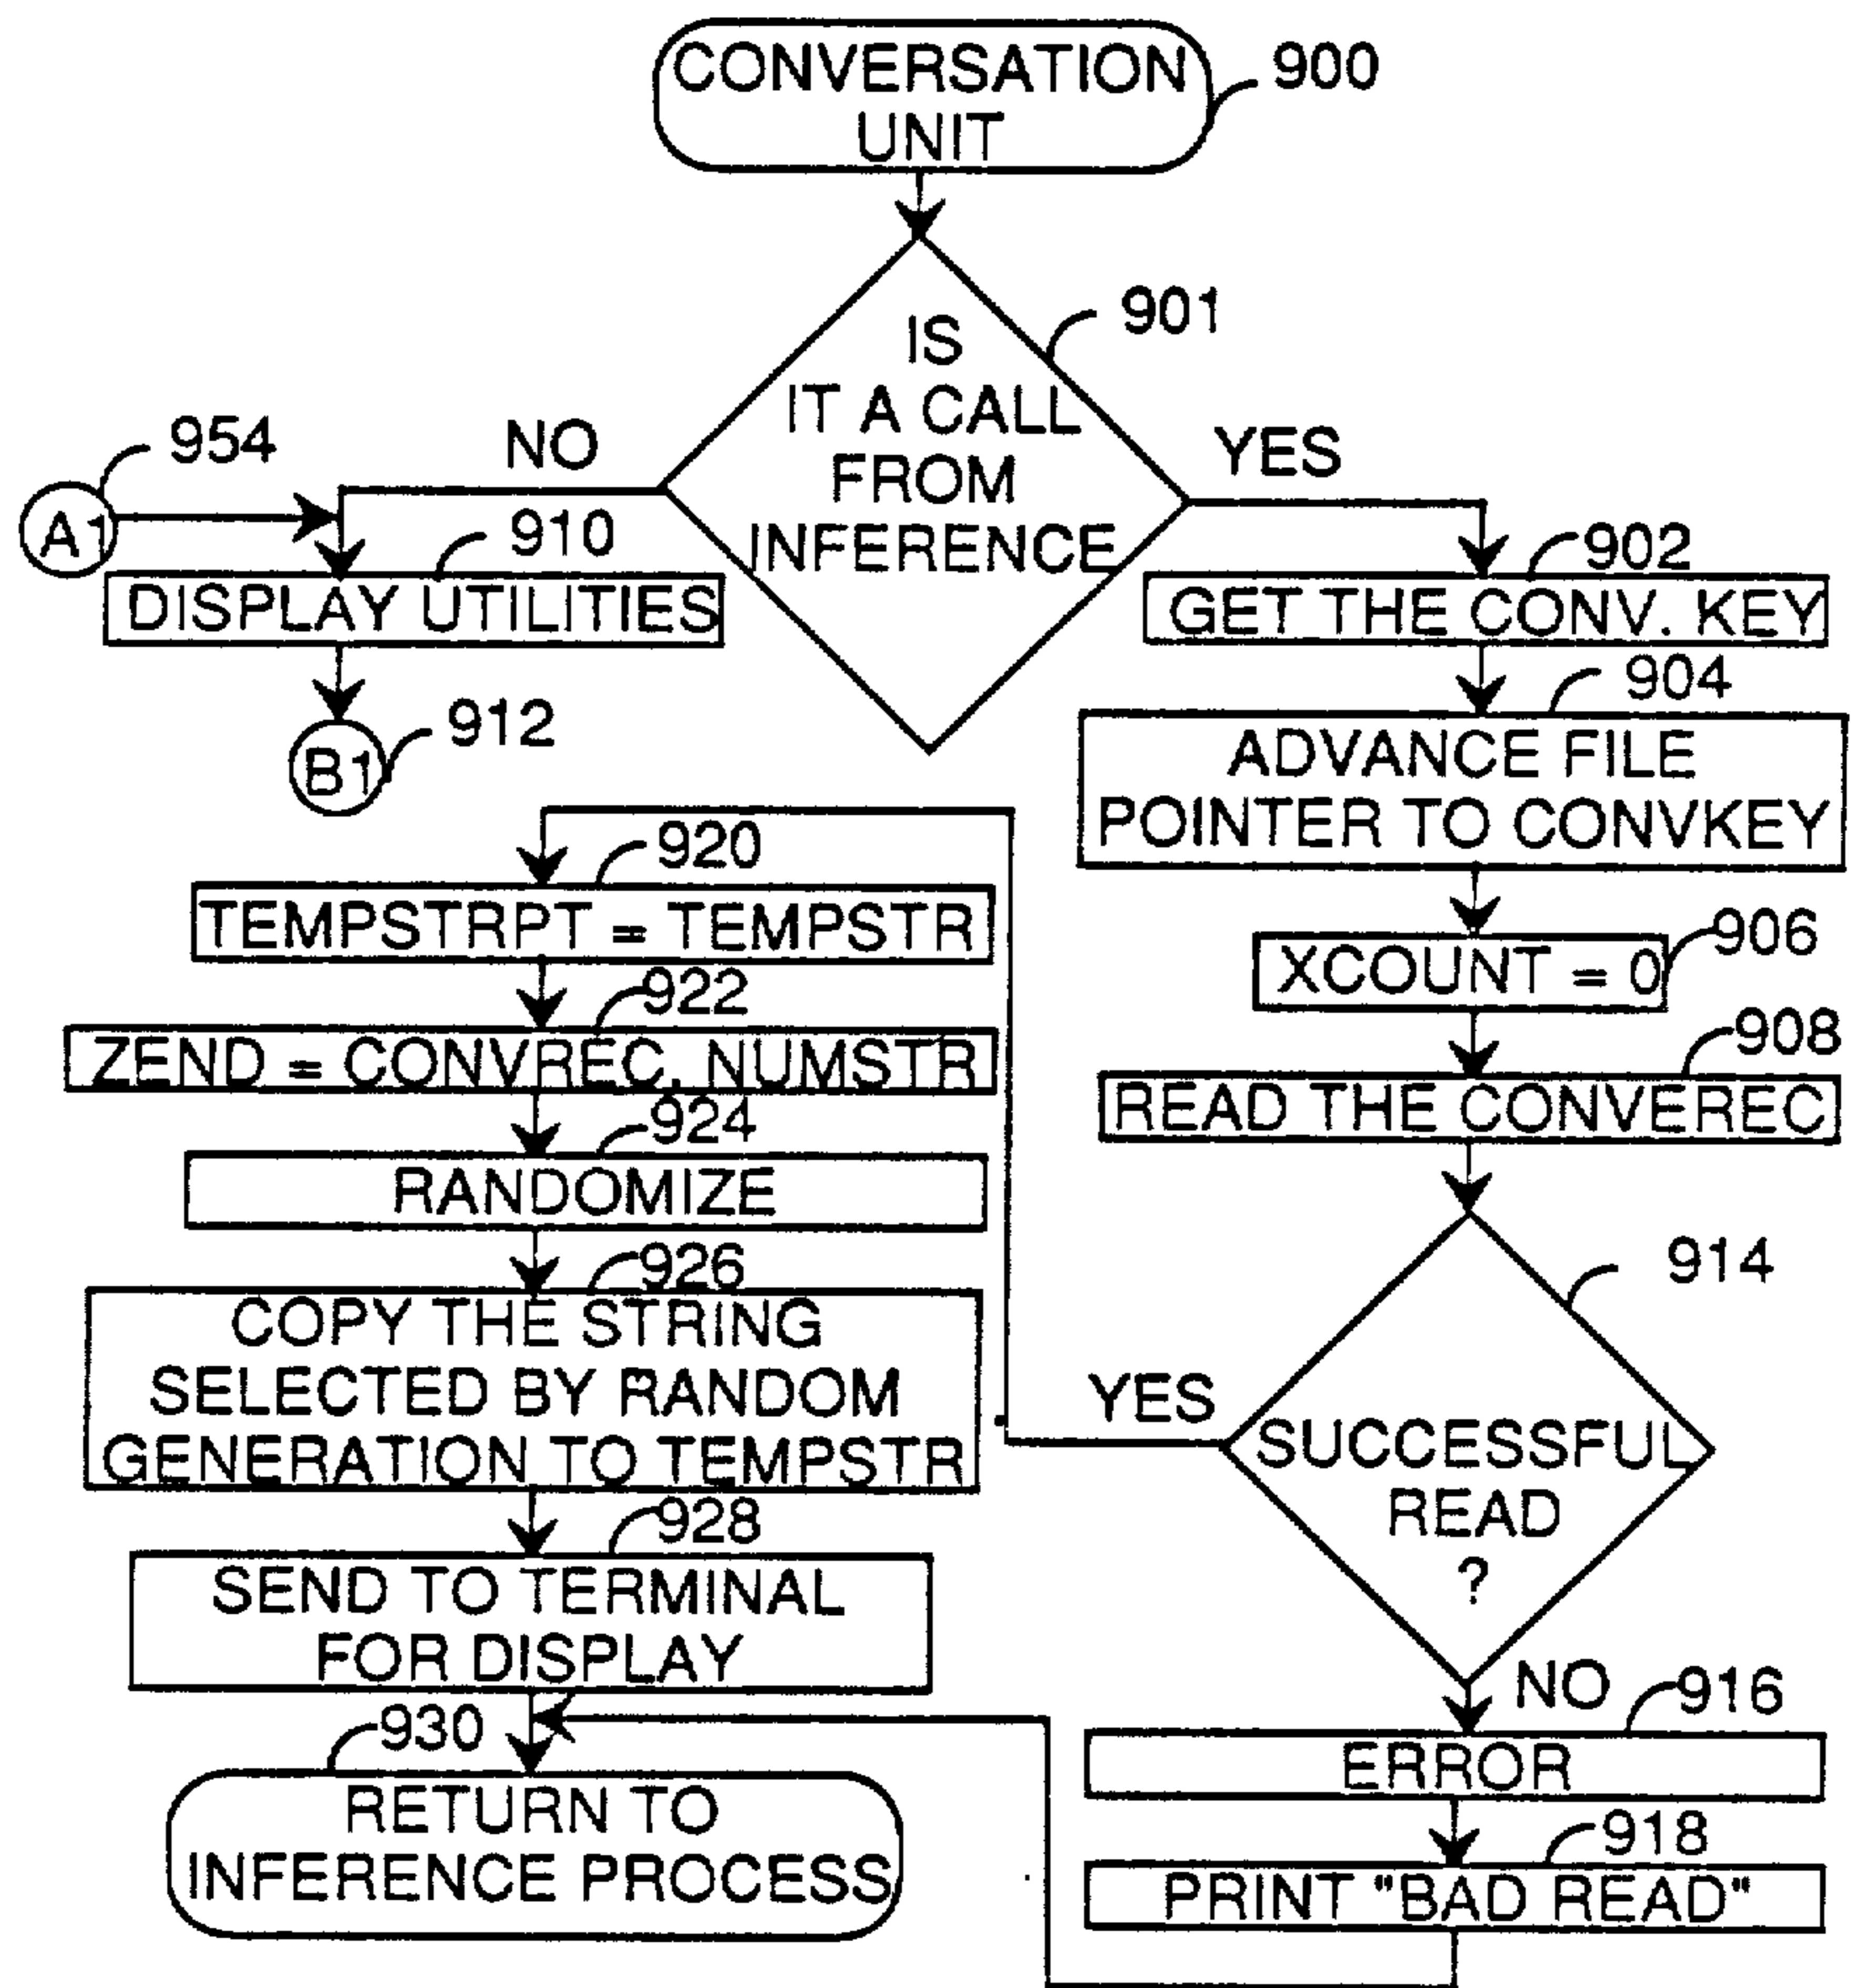 CONVERSATION
UNIT
900
IS
IT A CALL
FROM
INFERENCE
901
NO
YES
954
A1
910
DISPLAY UTILITIES
912
B1
902
GET THE CONV. KEY
904
ADVANCE FILE
POINTER TO CONVKEY
906
XCOUNT = 0
908
READ THE CONVEREC
914
SUCCESSFUL
READ
?
YES
NO
920
TEMPSTRPT = TEMPSTR
922
ZEND = CONVREC. NUMSTR
924
RANDOMIZE
926
COPY THE STRING
SELECTED BY RANDOM
GENERATION TO TEMPSTR
928
SEND TO TERMINAL
FOR DISPLAY
930
RETURN TO
INFERENCE PROCESS
916
ERROR
918
PRINT "BAD READ"